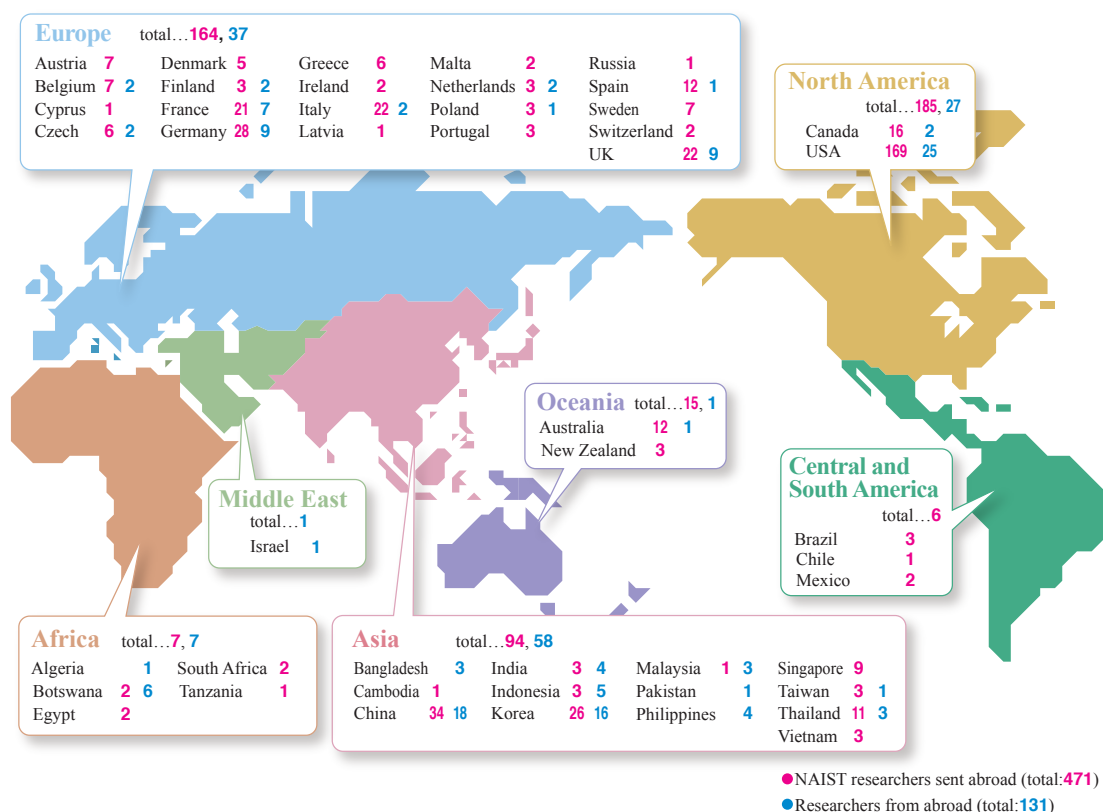 Europe total…164, 37
Austria 7 Denmark 5 Greece 6 Malta 2 Russia 1
Belgium 7 2 Finland 3 2 Ireland 2 Netherlands 3 2 Spain 12 1
Cyprus 1 France 21 7 Italy 22 2 Poland 3 1 Sweden 7
Czech 6 2 Germany 28 9 Latvia 1 Portugal 3 Switzerland 2
UK 22 9
North America
total…185, 27
Canada 16 2
USA 169 25
Oceania total…15, 1
Australia 12 1
New Zealand 3
Middle East
total…1
Israel 1
Central and
South America
total…6
Brazil 3
Chile 1
Mexico 2
Africa total…7, 7
Algeria 1 South Africa 2
Botswana 2 6 Tanzania 1
Egypt 2
Asia total…94, 58
Bangladesh 3 India 3 4 Malaysia 1 3 Singapore 9
Cambodia 1 Indonesia 3 5 Pakistan 1 Taiwan 3 1
China 34 18 Korea 26 16 Philippines 4 Thailand 11 3
Vietnam 3
●NAIST researchers sent abroad (total:471)
●Researchers from abroad (total:131)